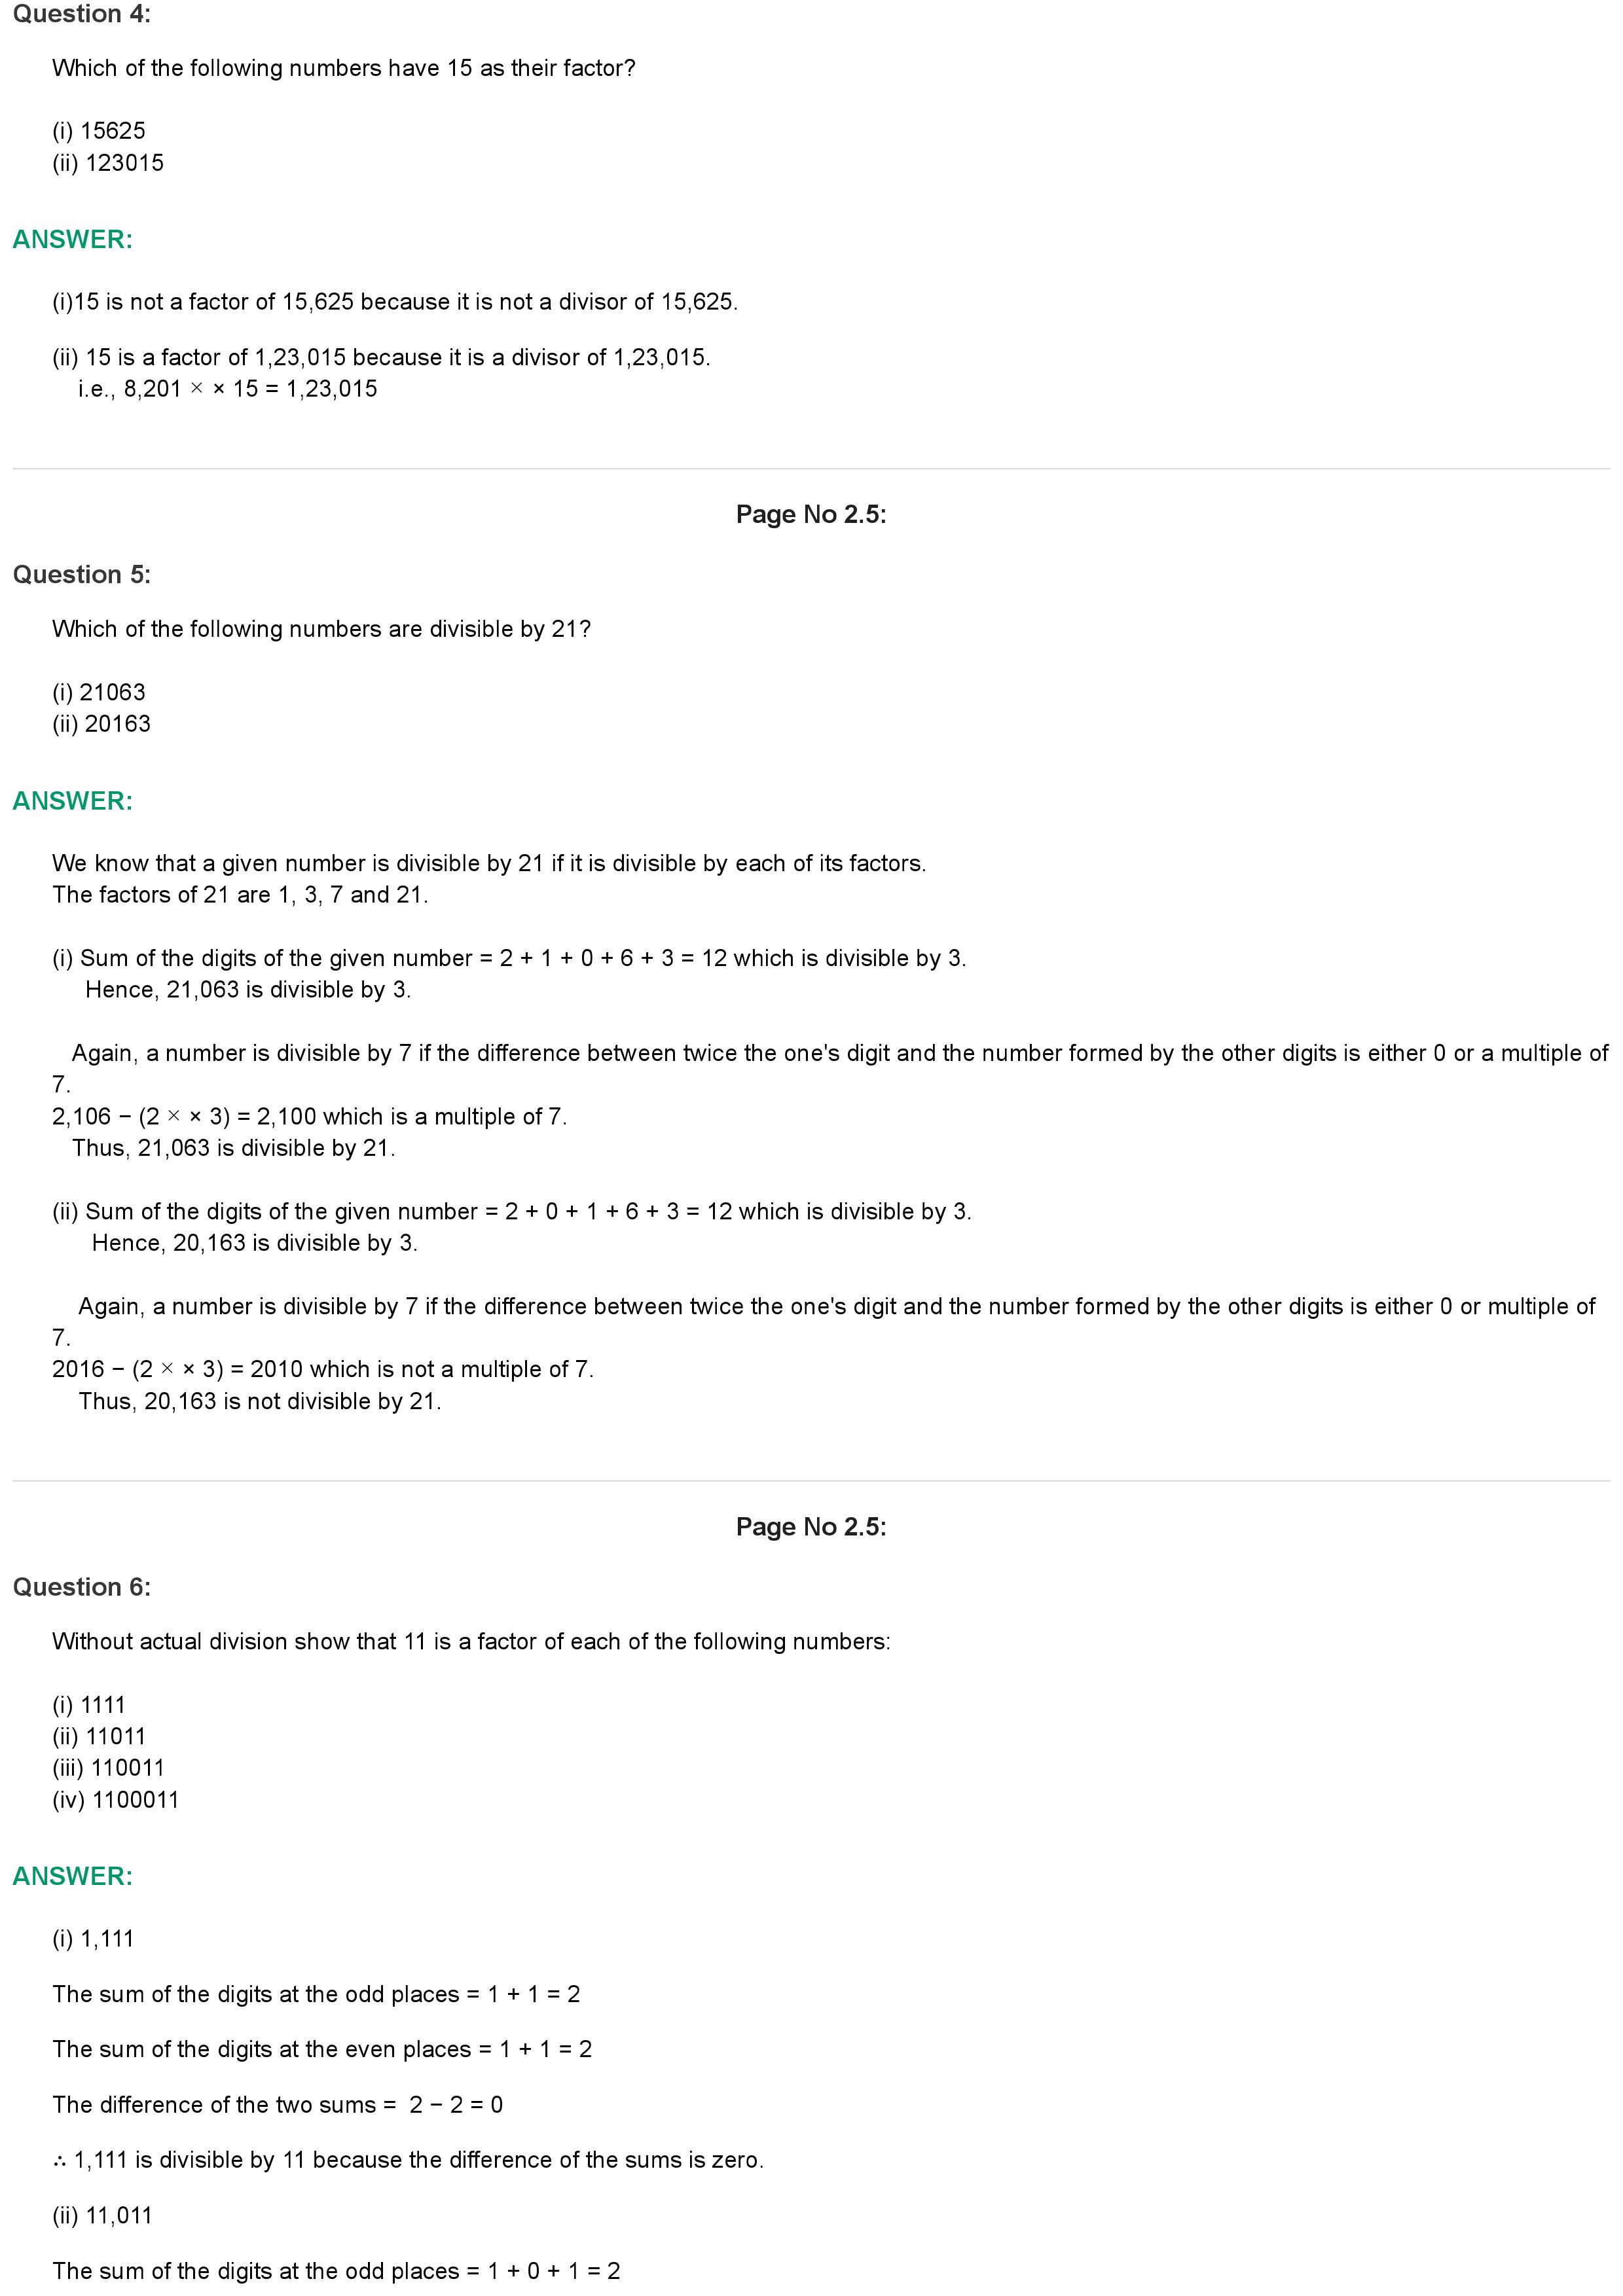 Question 4:
Which of the following numbers have 15 as their factor?
(i) 15625
(ii) 123015
ANSWER:
(i)15 is not a factor of 15,625 because it is not a divisor of 15,625.
(ii) 15 is a factor of 1,23,015 because it is a divisor of 1,23,015.
i.e., 8,201 × × 15 = 1,23,015
Page No 2.5:
Question 5:
Which of the following numbers are divisible by 21?
(i) 21063
(ii) 20163
ANSWER:
We know that a given number is divisible by 21 if it is divisible by each of its factors.
The factors of 21 are 1, 3, 7 and 21.
(i) Sum of the digits of the given number = 2 + 1 + 0 + 6 + 3 = 12 which is divisible by 3.
Hence, 21,063 is divisible by 3.
Again, a number is divisible by 7 if the difference between twice the one's digit and the number formed by the other digits is either 0 or a multiple of
7.
2,106 − (2 × × 3) = 2,100 which is a multiple of 7.
Thus, 21,063 is divisible by 21.
(ii) Sum of the digits of the given number = 2 + 0 + 1 + 6 + 3 = 12 which is divisible by 3.
Hence, 20,163 is divisible by 3.
Again, a number is divisible by 7 if the difference between twice the one's digit and the number formed by the other digits is either 0 or multiple of
7.
2016 − (2 × × 3) = 2010 which is not a multiple of 7.
Thus, 20,163 is not divisible by 21.
Page No 2.5:
Question 6:
Without actual division show that 11 is a factor of each of the following numbers:
(i) 1111
(ii) 11011
(iii) 110011
(iv) 1100011
ANSWER:
(i) 1,111
The sum of the digits at the odd places = 1 + 1 = 2
The sum of the digits at the even places = 1 + 1 = 2
The difference of the two sums = 2 − 2 = 0
∴ 1,111 is divisible by 11 because the difference of the sums is zero.
(ii) 11,011
The sum of the digits at the odd places = 1 + 0 + 1 = 2